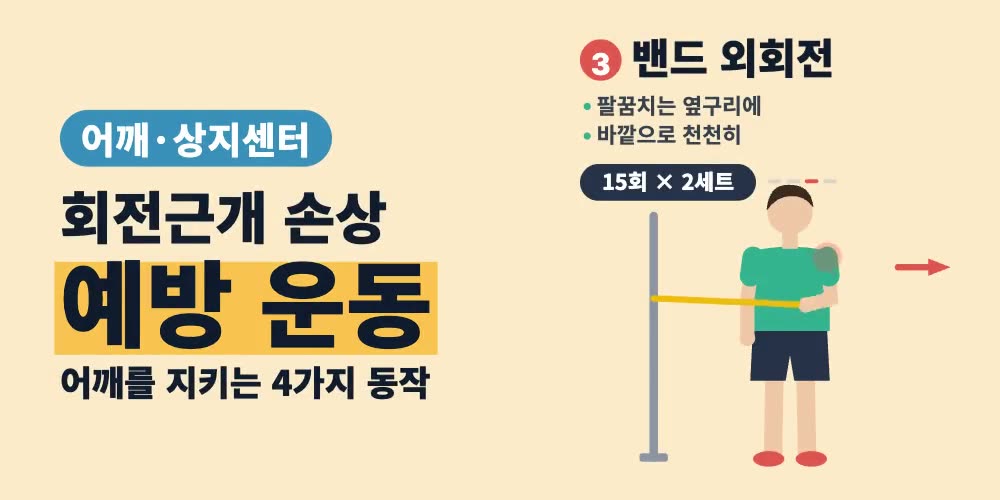 어깨·상지센터
회전근개 손상
예방 운동
어깨를 지키는 4가지 동작
3 밴드 외회전
• 팔꿈치는 옆구리에
• 바깥으로 천천히
15회 × 2세트